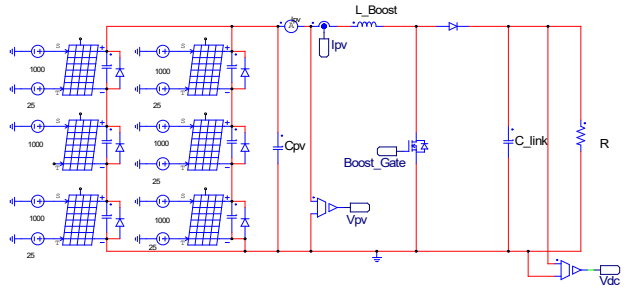 L_Boost
Ipv
A
Ipv
S
+
S
+
1000
1000
T
−
T
−
25
25
S
+
S
+
Cpv
C_link
R
1000
1000
Boost_Gate
T
−
T
−
25
S
+
S
+
Vpv
1000
1000
T
−
T
−
25
25
Vdc